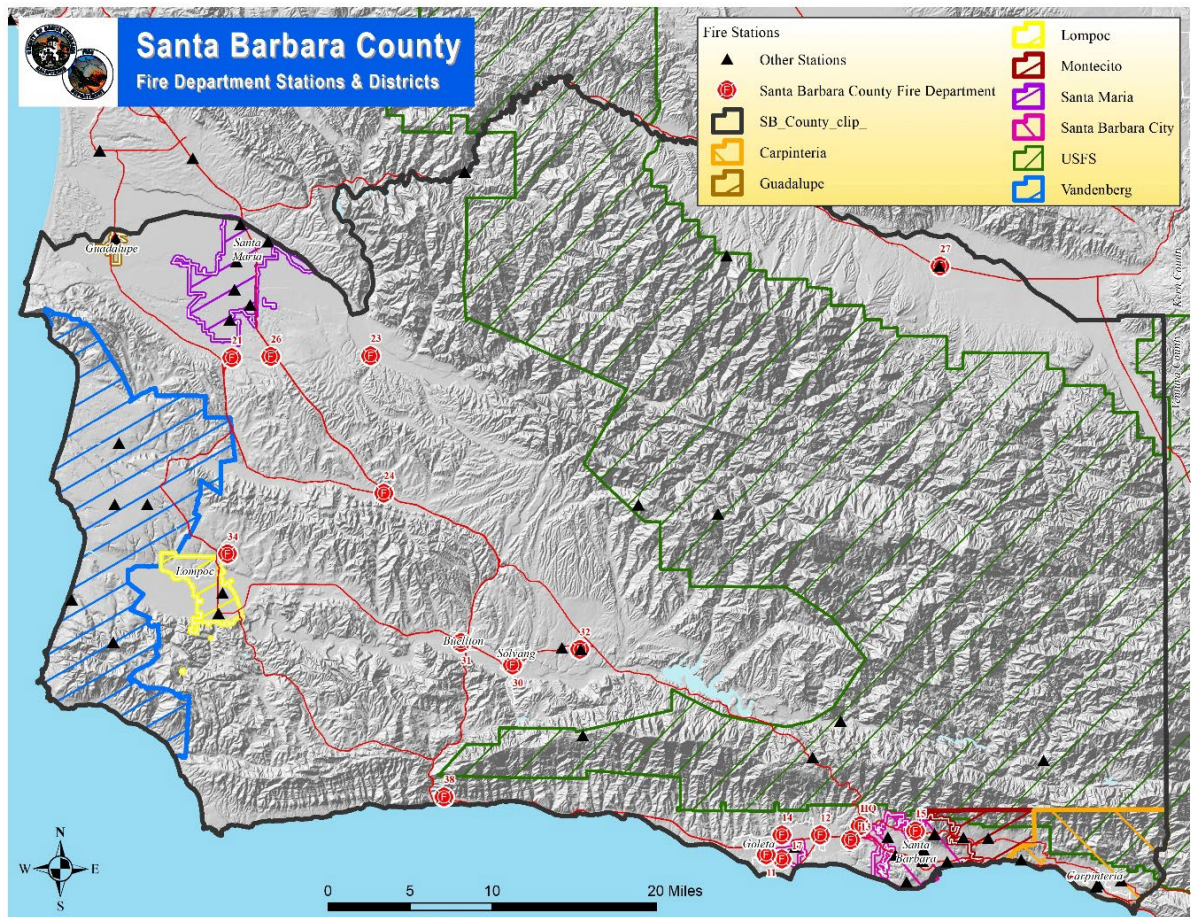 Santa Barbara County
Fire Department Stations & Districts
Fire Stations
Other Stations
Santa Barbara County Fire Department
SB_County_clip_
Carpinteria
Guadalupe
Lompoc
Montecito
Santa Maria
Santa Barbara City
USFS
Vandenberg
Guadalupe
Santa
Maria
27
Kern County
Ventura County
21
26
23
24
34
Lompoc
Buellton
31
Solvang
30
32
38
14
12
HQ
13
15
Goleta
17
11
Santa
Barbara
Carpinteria
N
W
E
S
0
5
10
20 Miles